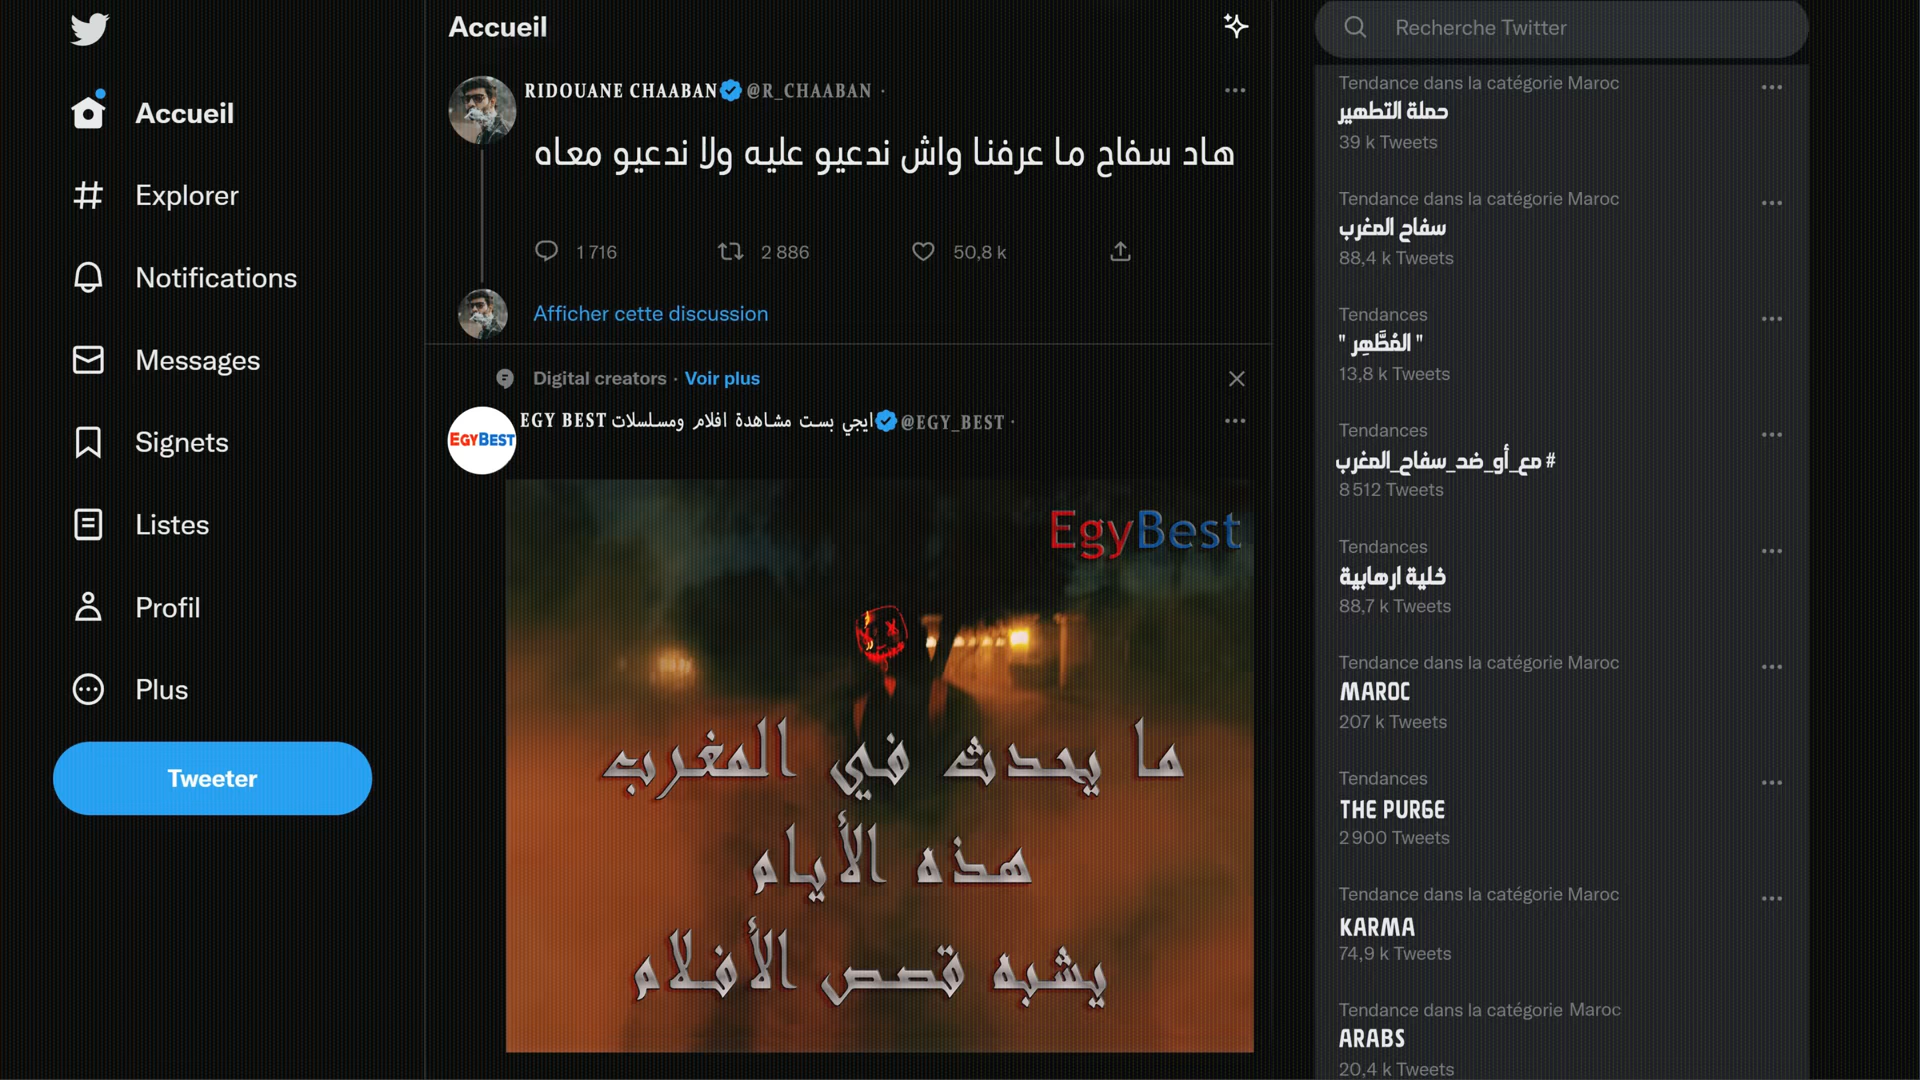 Accueil
Explorer
Notifications
Messages
Signets
Listes
Profil
Plus
Tweeter
Accueil
RIDOUANE CHAABAN @R_CHAABAN ·
هاد سفاح ما عرفنا واش ندعيو عليه ولا ندعيو معاه
1 716 2 886 50,8 k
Afficher cette discussion
Digital creators · Voir plus
EGY BEST ايجي بست مشاهدة افلام ومسلسلات @EGY_BEST ·
EGYBEST
EgyBest
ما يحدث في المغرب
هذه الأيام
يشبه قصص الأفلام
Recherche Twitter
Tendance dans la catégorie Maroc
حملة التطهير
39 k Tweets
Tendance dans la catégorie Maroc
سفاح المغرب
88,4 k Tweets
Tendances
" المُطَّهِر "
13,8 k Tweets
Tendances
#مع_أو_ضد_سفاح_المغرب
8 512 Tweets
Tendances
خلية ارهابية
88,7 k Tweets
Tendance dans la catégorie Maroc
MAROC
207 k Tweets
Tendances
THE PURGE
2 900 Tweets
Tendance dans la catégorie Maroc
KARMA
74,9 k Tweets
Tendance dans la catégorie Maroc
ARABS
20,4 k Tweets